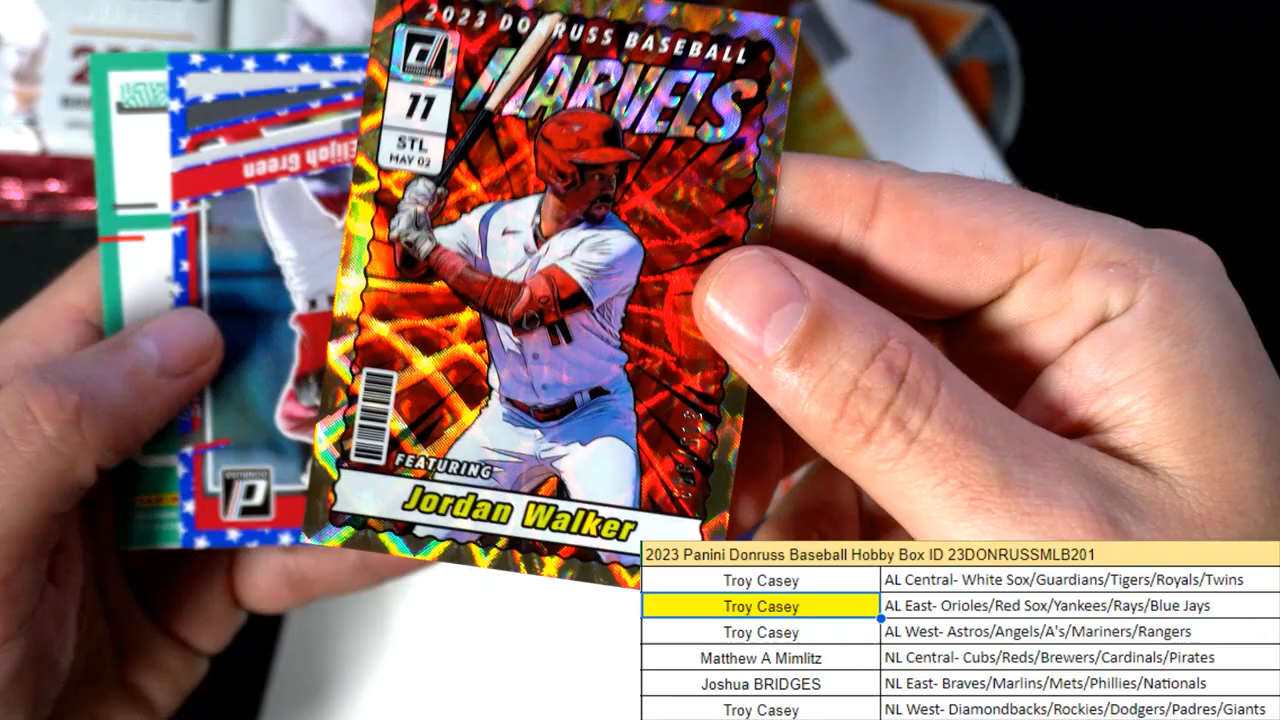 2023 DONRUSS BASEBALL
MARVELS
11
STL
MAY 02
Elijah Green
FEATURING
Jordan Walker
2023 Panini Donruss Baseball Hobby Box ID 23DONRUSSMLB201
Troy Casey AL Central- White Sox/Guardians/Tigers/Royals/Twins
Troy Casey AL East- Orioles/Red Sox/Yankees/Rays/Blue Jays
Troy Casey AL West- Astros/Angels/A's/Mariners/Rangers
Matthew A Mimlitz NL Central- Cubs/Reds/Brewers/Cardinals/Pirates
Joshua BRIDGES NL East- Braves/Marlins/Mets/Phillies/Nationals
Troy Casey NL West- Diamondbacks/Rockies/Dodgers/Padres/Giants